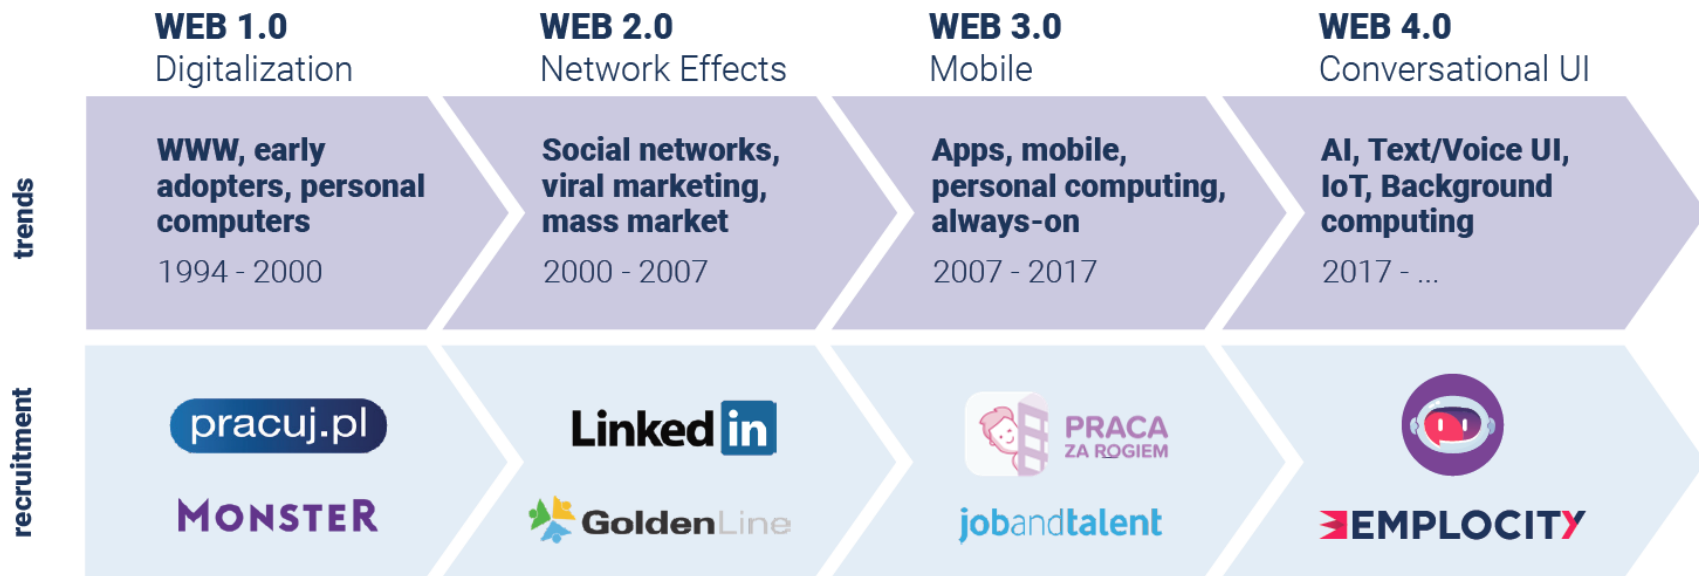 WEB 1.0
Digitalization
WEB 2.0
Network Effects
WEB 3.0
Mobile
WEB 4.0
Conversational UI
trends
WWW, early
adopters, personal
computers
1994 - 2000
Social networks,
viral marketing,
mass market
2000 - 2007
Apps, mobile,
personal computing,
always-on
2007 - 2017
AI, Text/Voice UI,
IoT, Background
computing
2017 - ...
recruitment
pracuj.pl
MONSTER
Linked in
GoldenLine
PRACA
ZA ROGIEM
jobandtalent
EMPLOCITY